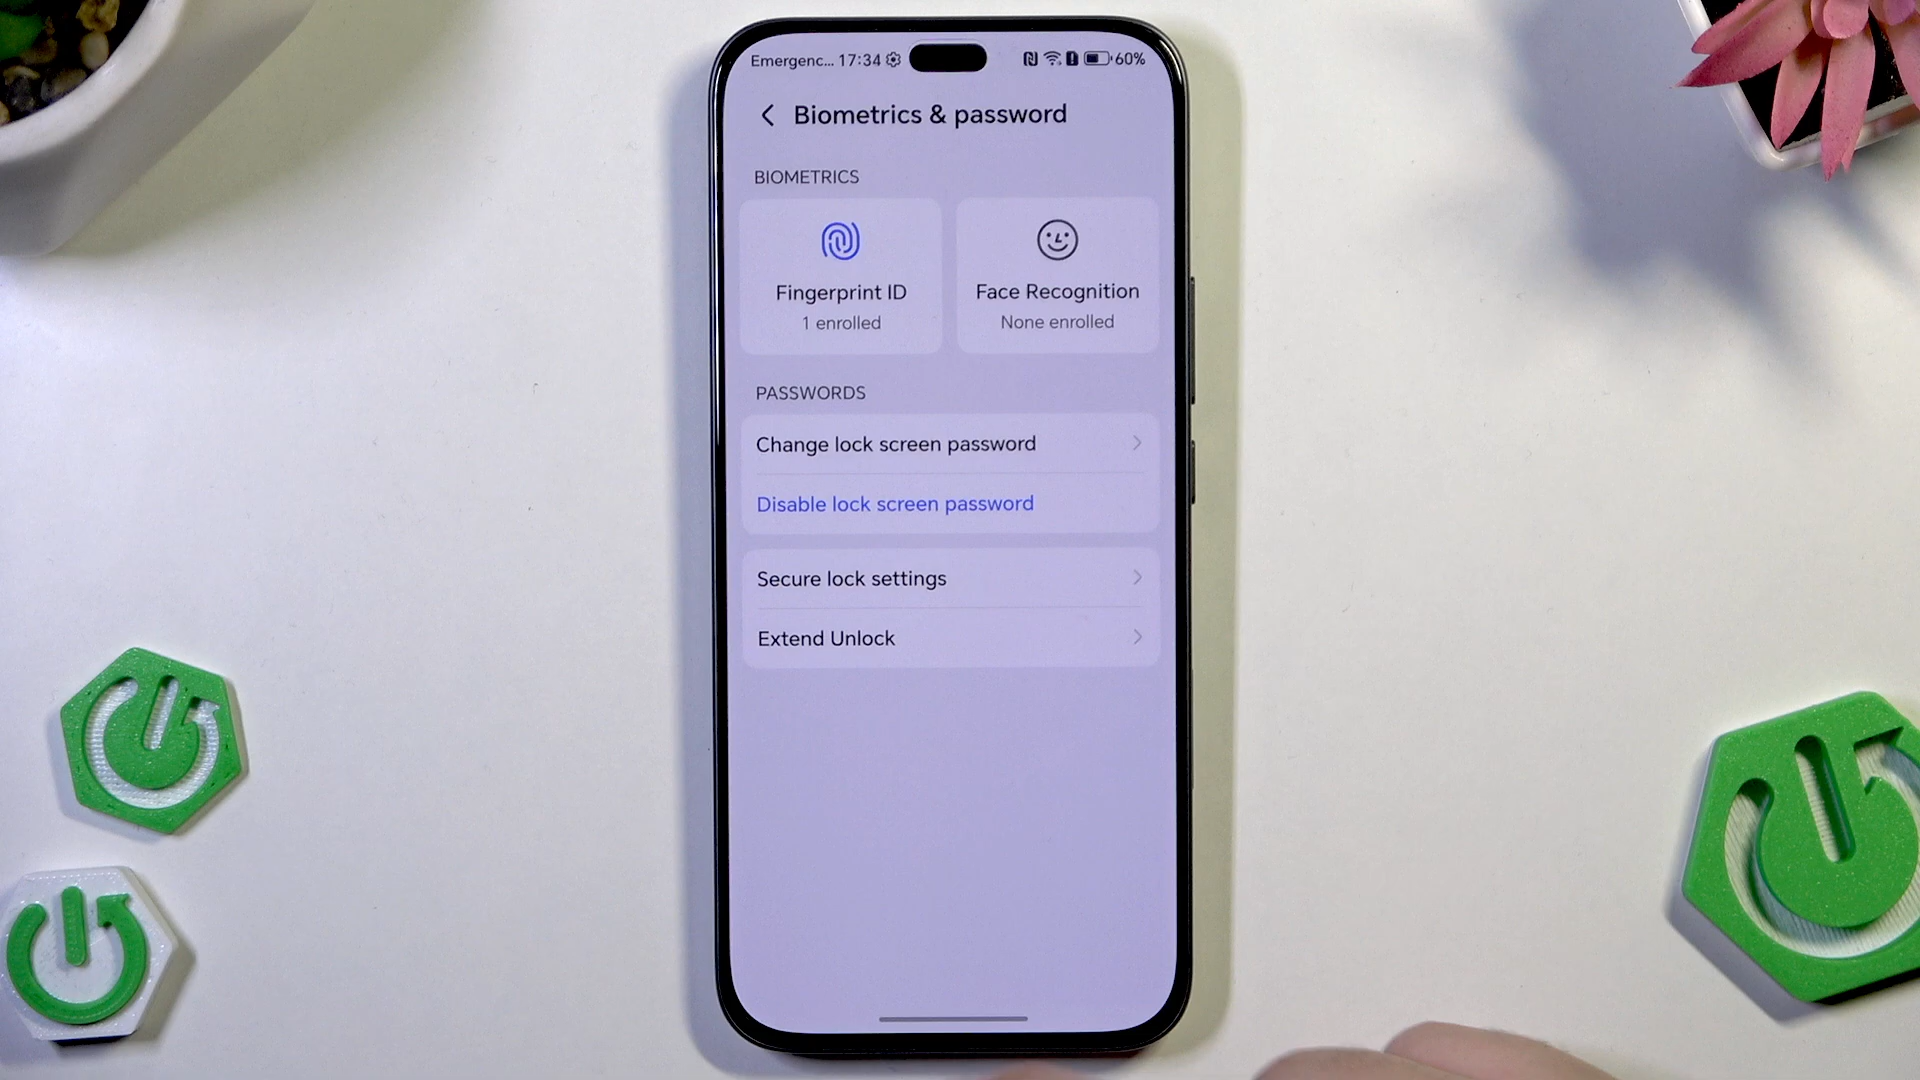 Emergenc... 17:34 60%
Biometrics & password
BIOMETRICS
Fingerprint ID
1 enrolled
Face Recognition
None enrolled
PASSWORDS
Change lock screen password
Disable lock screen password
Secure lock settings
Extend Unlock